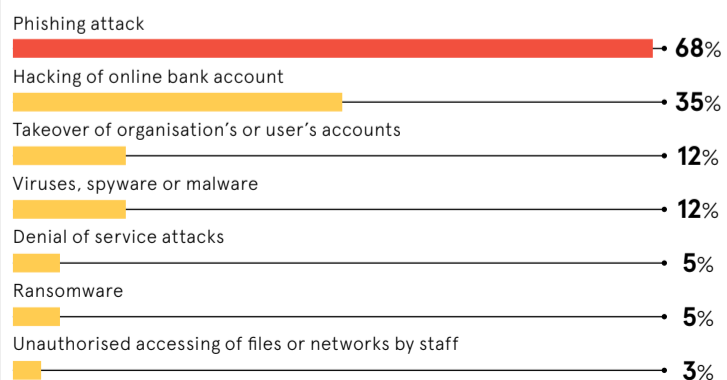 Phishing attack
68%
Hacking of online bank account
35%
Takeover of organisation's or user's accounts
12%
Viruses, spyware or malware
12%
Denial of service attacks
5%
Ransomware
5%
Unauthorised accessing of files or networks by staff
3%